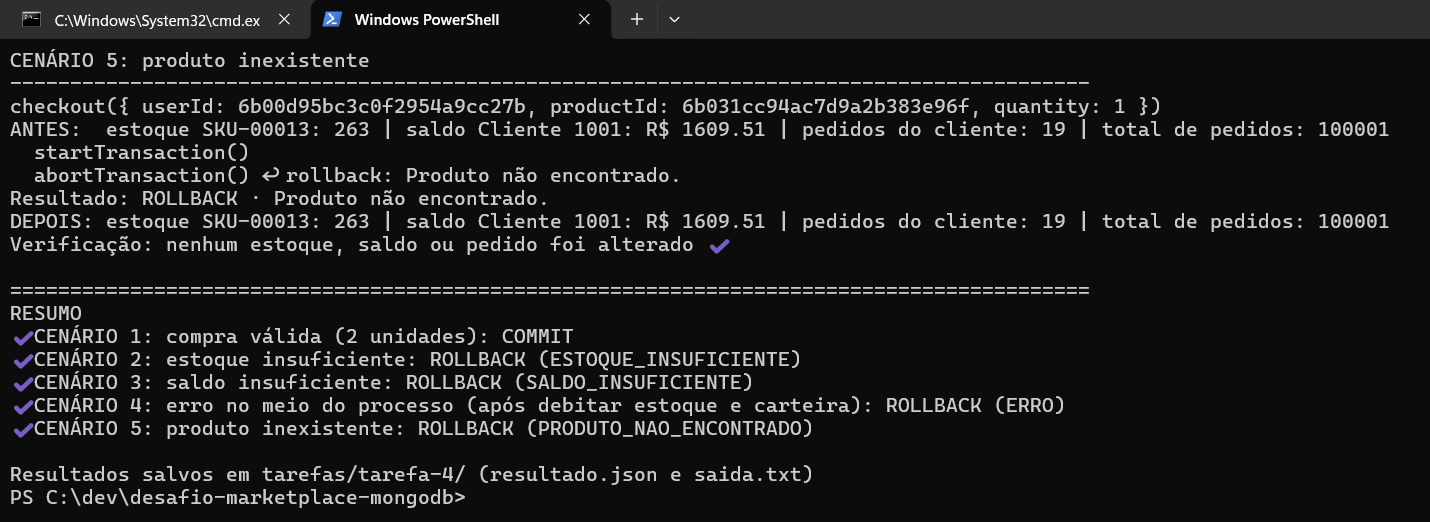 C:\Windows\System32\cmd.ex
Windows PowerShell
CENÁRIO 5: produto inexistente
------------------------------------------------------------------------------------------
checkout({ userId: 6b00d95bc3c0f2954a9cc27b, productId: 6b031cc94ac7d9a2b383e96f, quantity: 1 })
ANTES:  estoque SKU-00013: 263 | saldo Cliente 1001: R$ 1609.51 | pedidos do cliente: 19 | total de pedidos: 100001
  startTransaction()
  abortTransaction() ↩ rollback: Produto não encontrado.
Resultado: ROLLBACK · Produto não encontrado.
DEPOIS: estoque SKU-00013: 263 | saldo Cliente 1001: R$ 1609.51 | pedidos do cliente: 19 | total de pedidos: 100001
Verificação: nenhum estoque, saldo ou pedido foi alterado ✔
==========================================================================================
RESUMO
✔CENÁRIO 1: compra válida (2 unidades): COMMIT
✔CENÁRIO 2: estoque insuficiente: ROLLBACK (ESTOQUE_INSUFICIENTE)
✔CENÁRIO 3: saldo insuficiente: ROLLBACK (SALDO_INSUFICIENTE)
✔CENÁRIO 4: erro no meio do processo (após debitar estoque e carteira): ROLLBACK (ERRO)
✔CENÁRIO 5: produto inexistente: ROLLBACK (PRODUTO_NAO_ENCONTRADO)
Resultados salvos em tarefas/tarefa-4/ (resultado.json e saida.txt)
PS C:\dev\desafio-marketplace-mongodb>